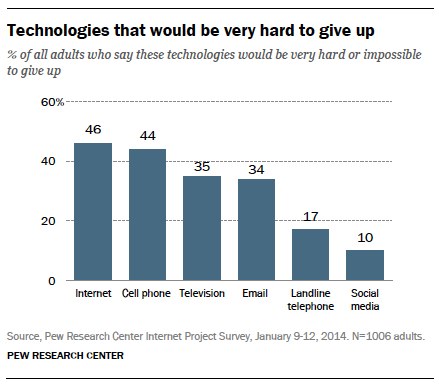 Technologies that would be very hard to give up
% of all adults who say these technologies would be very hard or impossible
to give up
60%
40
20
0
46
44
35
34
17
10
Internet
Cell phone
Television
Email
Landline
telephone
Social
media
Source, Pew Research Center Internet Project Survey, January 9-12, 2014. N=1006 adults.
PEW RESEARCH CENTER